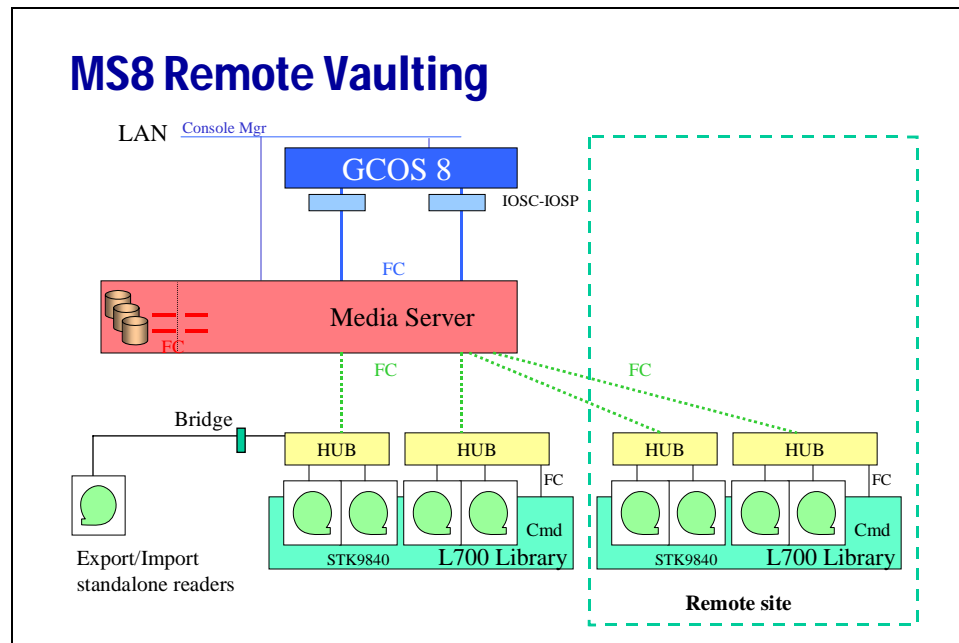 MS8 Remote Vaulting
LAN
Console Mgr
GCOS 8
IOSC-IOSP
FC
Media Server
FC
FC
FC
Bridge
HUB
HUB
HUB
HUB
FC
FC
Cmd
Cmd
Export/Import
standalone readers
STK9840
L700 Library
STK9840
L700 Library
Remote site